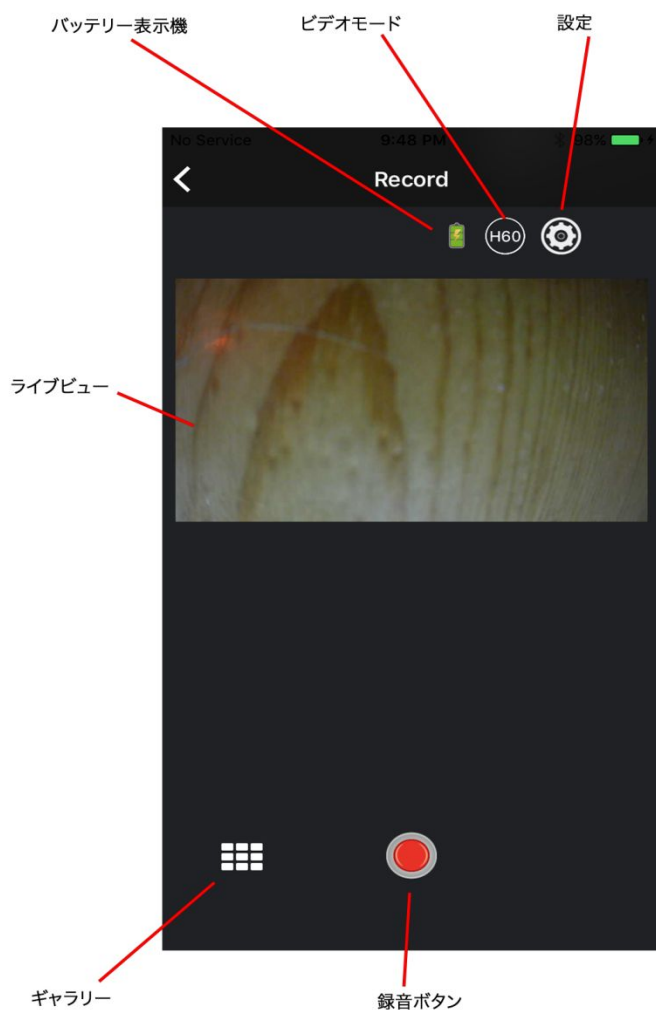 バッテリー表示機 ビデオモード 設定
No Service 9:48 PM 98%
Record
H60
ライブビュー
ギャラリー 録音ボタン